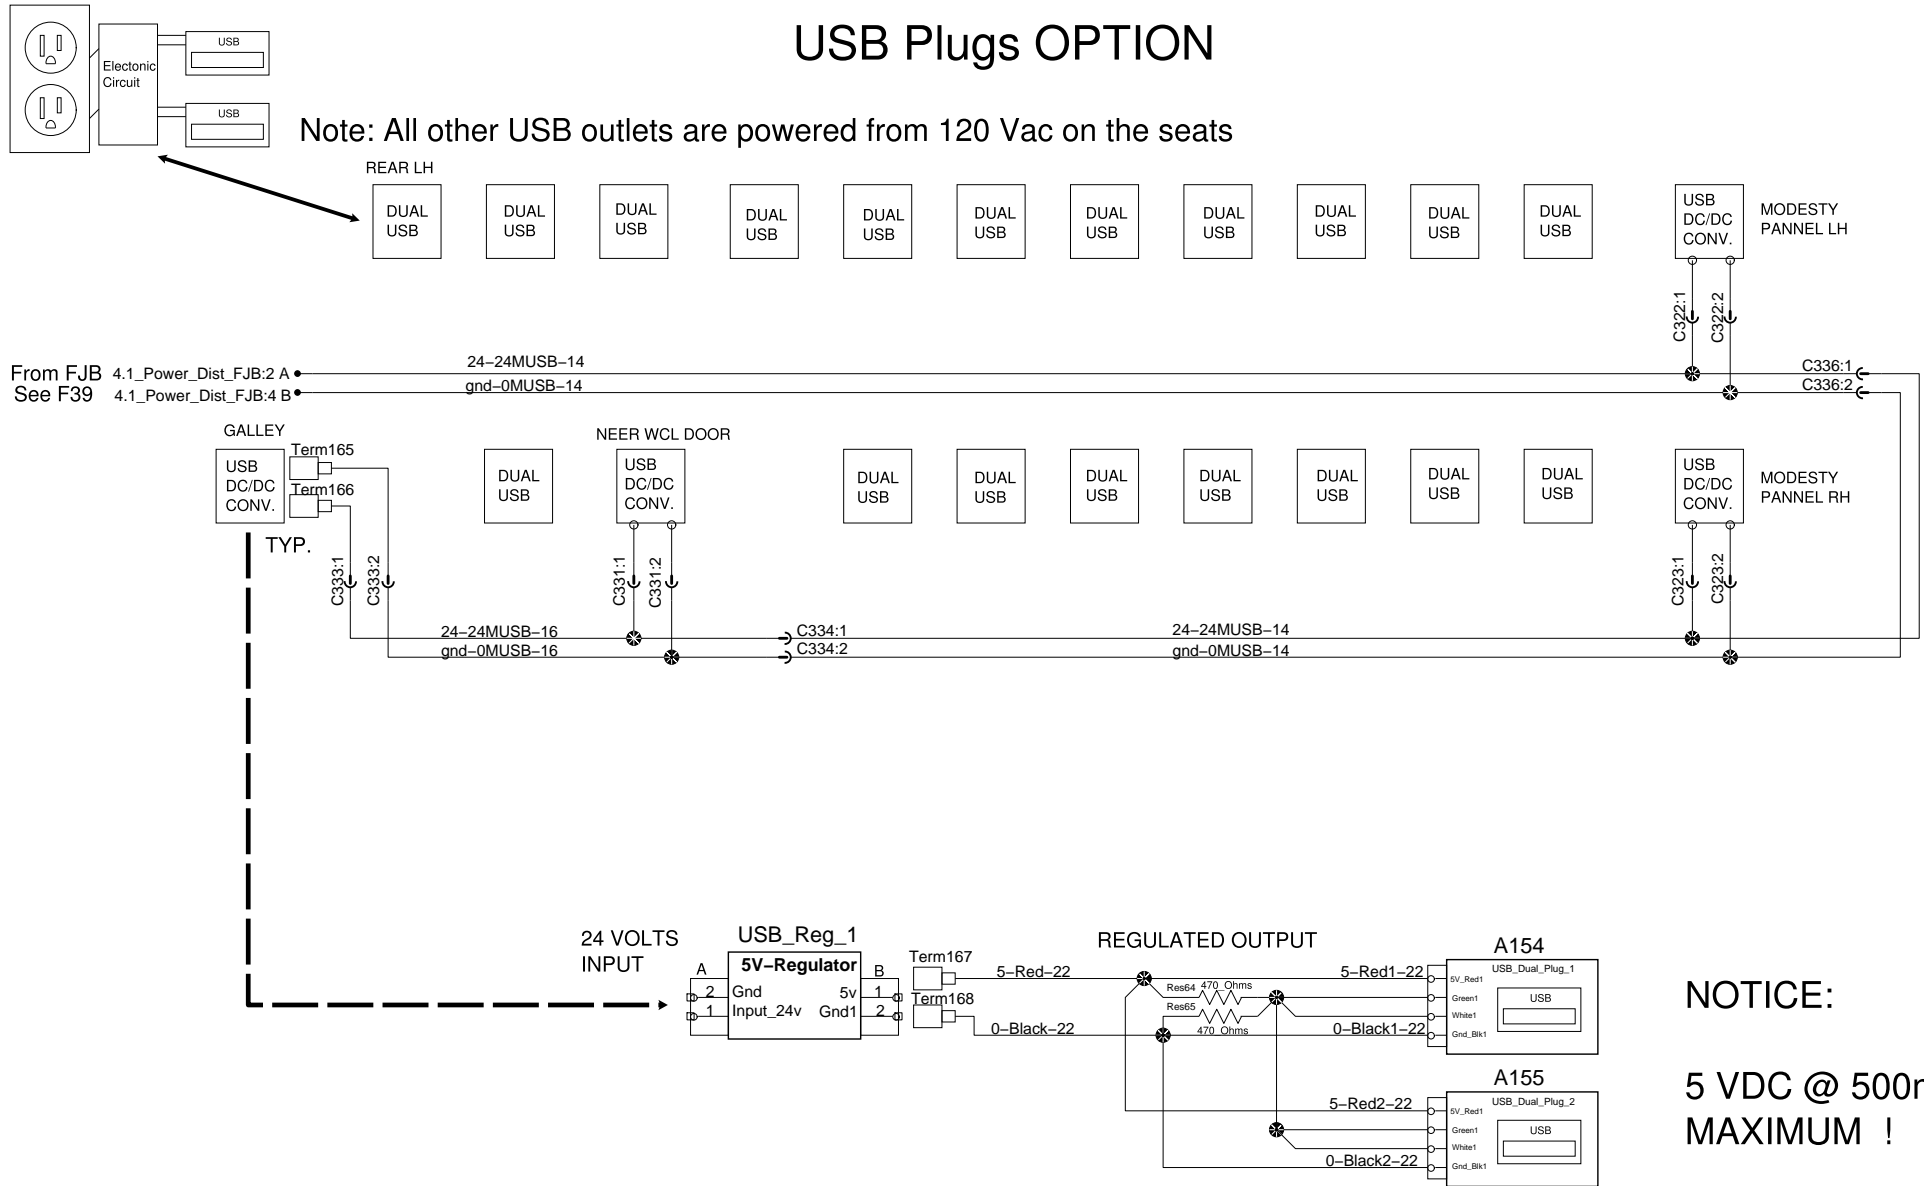 USB Plugs OPTION
Electonic
Circuit
USB
USB
Note: All other USB outlets are powered from 120 Vac on the seats
REAR LH
DUAL
USB
DUAL
USB
DUAL
USB
DUAL
USB
DUAL
USB
DUAL
USB
DUAL
USB
DUAL
USB
DUAL
USB
DUAL
USB
DUAL
USB
USB
DC/DC
CONV.
MODESTY
PANNEL LH
C322:1
C322:2
From FJB
See F39
4.1_Power_Dist_FJB:2 A
4.1_Power_Dist_FJB:4 B
24-24MUSB-14
gnd-0MUSB-14
C336:1
C336:2
GALLEY
USB
DC/DC
CONV.
Term165
Term166
TYP.
DUAL
USB
NEER WCL DOOR
USB
DC/DC
CONV.
DUAL
USB
DUAL
USB
DUAL
USB
DUAL
USB
DUAL
USB
DUAL
USB
DUAL
USB
USB
DC/DC
CONV.
MODESTY
PANNEL RH
C333:1
C333:2
C331:1
C331:2
C323:1
C323:2
24-24MUSB-16
gnd-0MUSB-16
C334:1
C334:2
24-24MUSB-14
gnd-0MUSB-14
24 VOLTS
INPUT
USB_Reg_1
5V-Regulator
A
B
2
1
Gnd
Input_24v
5v
Gnd1
1
2
Term167
Term168
5-Red-22
0-Black-22
REGULATED OUTPUT
Res64
470_Ohms
Res65
470_Ohms
5-Red1-22
0-Black1-22
A154
USB_Dual_Plug_1
5V_Red1
Green1
White1
Gnd_Blk1
USB
5-Red2-22
0-Black2-22
A155
USB_Dual_Plug_2
5V_Red1
Green1
White1
Gnd_Blk1
USB
NOTICE:
5 VDC @
MAXIMUM !